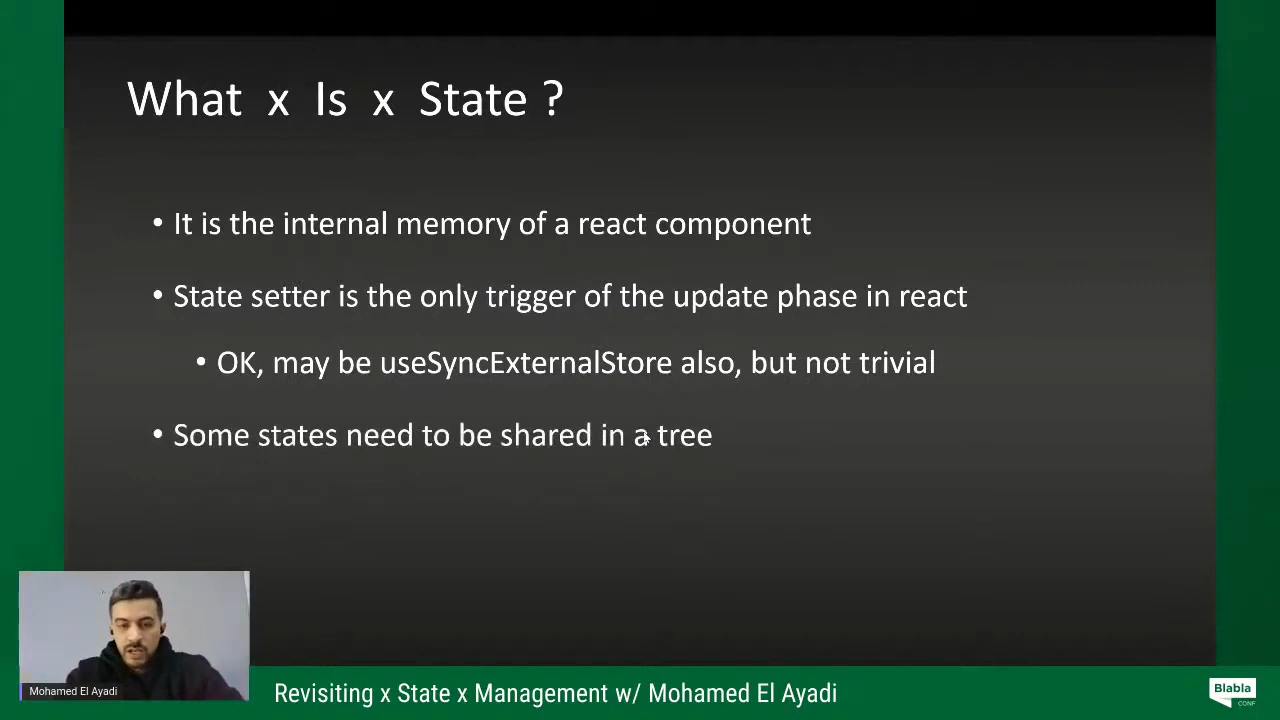 What x Is x State ?
• It is the internal memory of a react component
• State setter is the only trigger of the update phase in react
• OK, may be useSyncExternalStore also, but not trivial
• Some states need to be shared in a tree
Mohamed El Ayadi
Revisiting x State x Management w/ Mohamed El Ayadi
Blabla
CONF